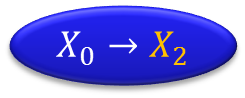 X₀ → X₂